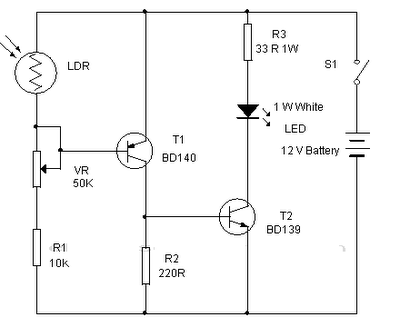 LDR
R3
33 R 1W
S1
1 W White
LED
T1
BD140
12 V Battery
VR
50K
T2
BD139
R1
10K
R2
220R